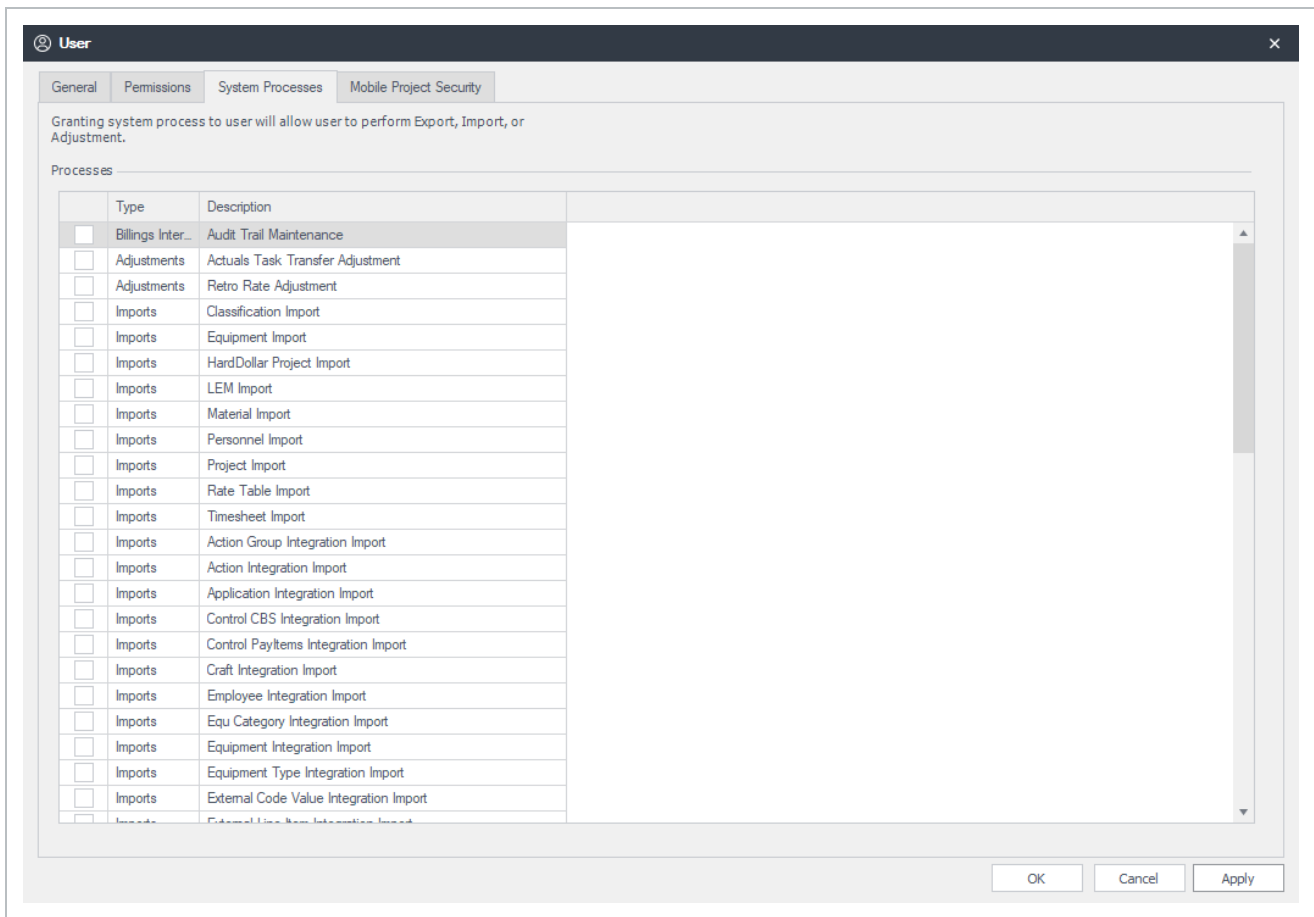 User
General Permissions System Processes Mobile Project Security
Granting system process to user will allow user to perform Export, Import, or
Adjustment.
Processes
Type Description
Billings Inter... Audit Trail Maintenance
Adjustments Actuals Task Transfer Adjustment
Adjustments Retro Rate Adjustment
Imports Classification Import
Imports Equipment Import
Imports HardDollar Project Import
Imports LEM Import
Imports Material Import
Imports Personnel Import
Imports Project Import
Imports Rate Table Import
Imports Timesheet Import
Imports Action Group Integration Import
Imports Action Integration Import
Imports Application Integration Import
Imports Control CBS Integration Import
Imports Control PayItems Integration Import
Imports Craft Integration Import
Imports Employee Integration Import
Imports Equ Category Integration Import
Imports Equipment Integration Import
Imports Equipment Type Integration Import
Imports External Code Value Integration Import
Imports External Line Item Integration Import
OK Cancel Apply